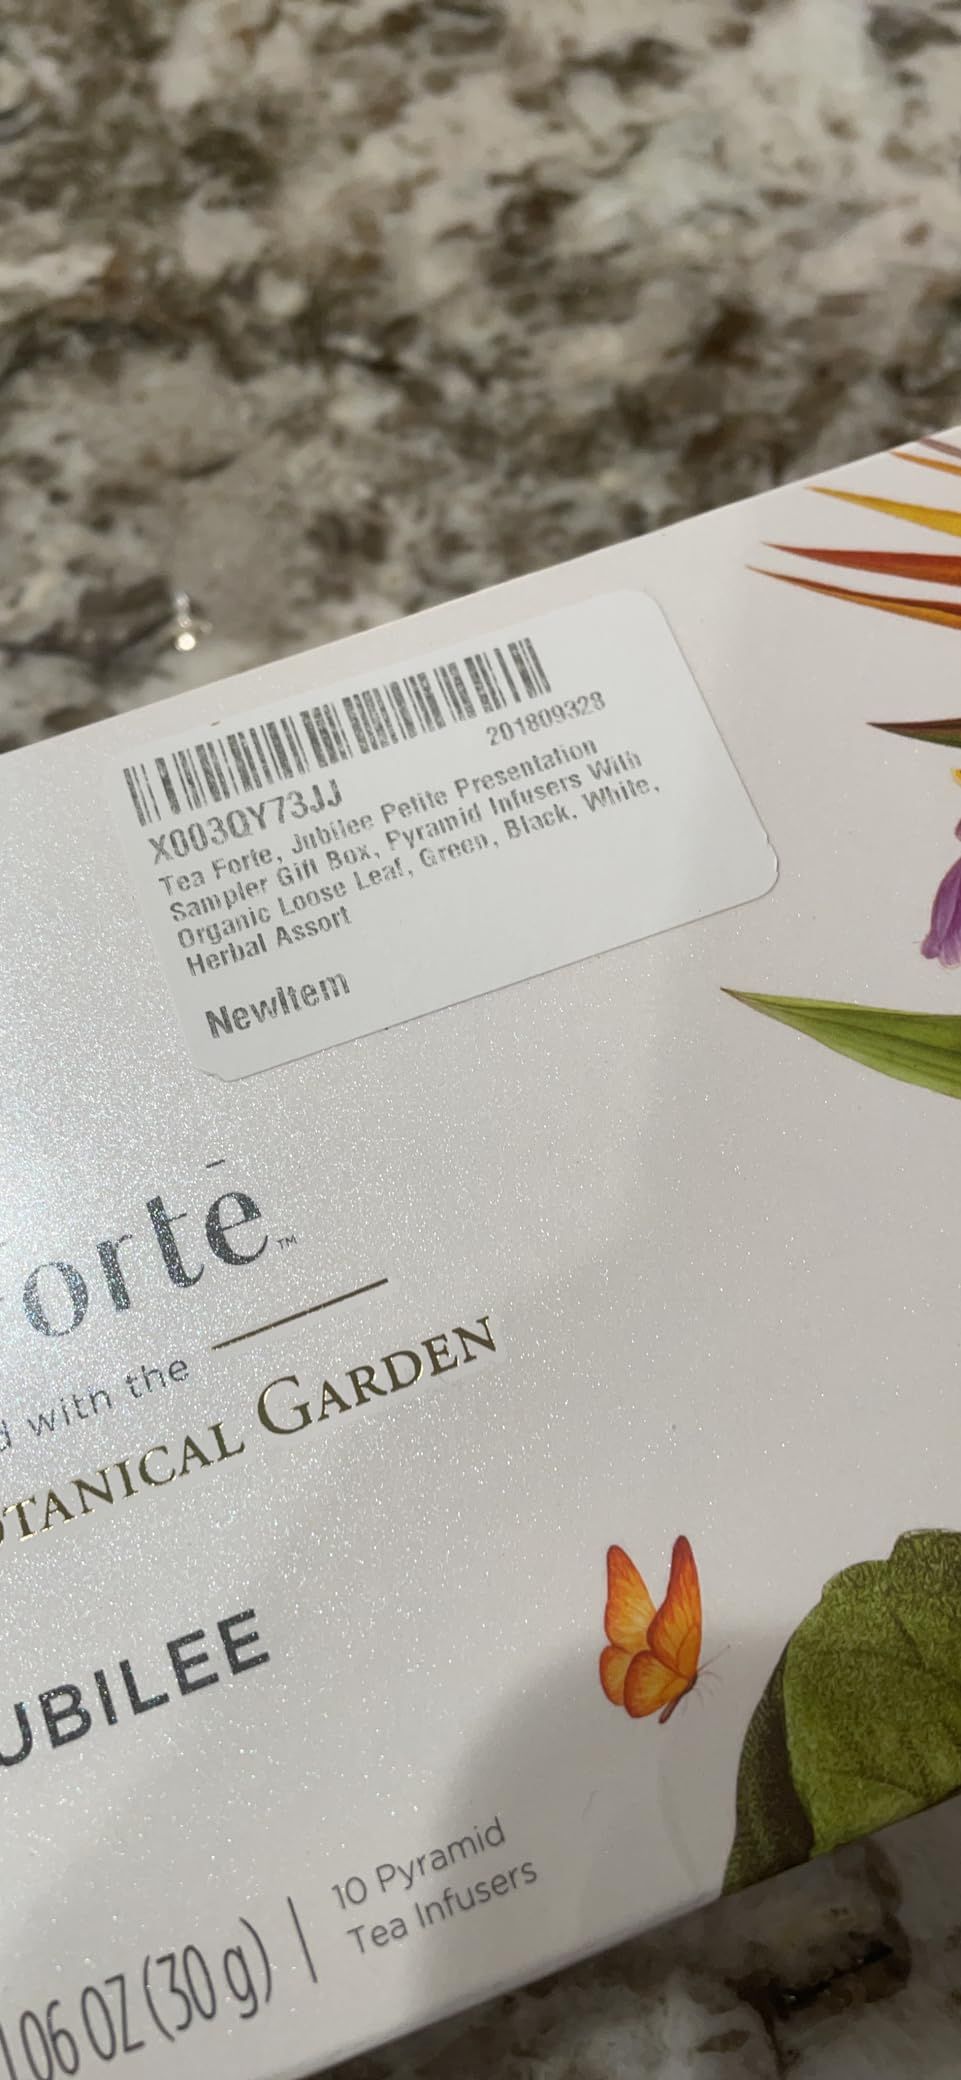 201809328
X003QY73JJ
Tea Forte, Jubilee Petite Presentation
Sampler Gift Box, Pyramid Infusers With
Organic Loose Leaf, Green, Black, White,
Herbal Assort
NewItem
forté™
d with the
OTANICAL GARDEN
UBILEE
1.06 OZ (30 g) | 10 Pyramid
Tea Infusers